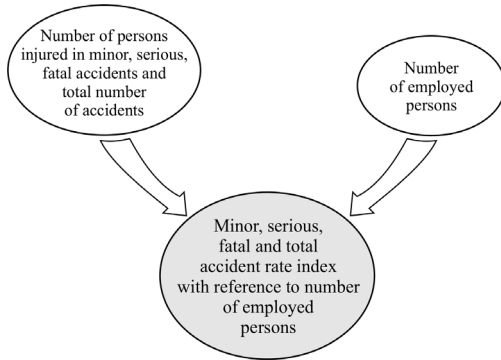 Number of persons
injured in minor, serious,
fatal accidents and
total number
of accidents
Number
of employed
persons
Minor, serious,
fatal and total
accident rate index
with reference to number
of employed
persons